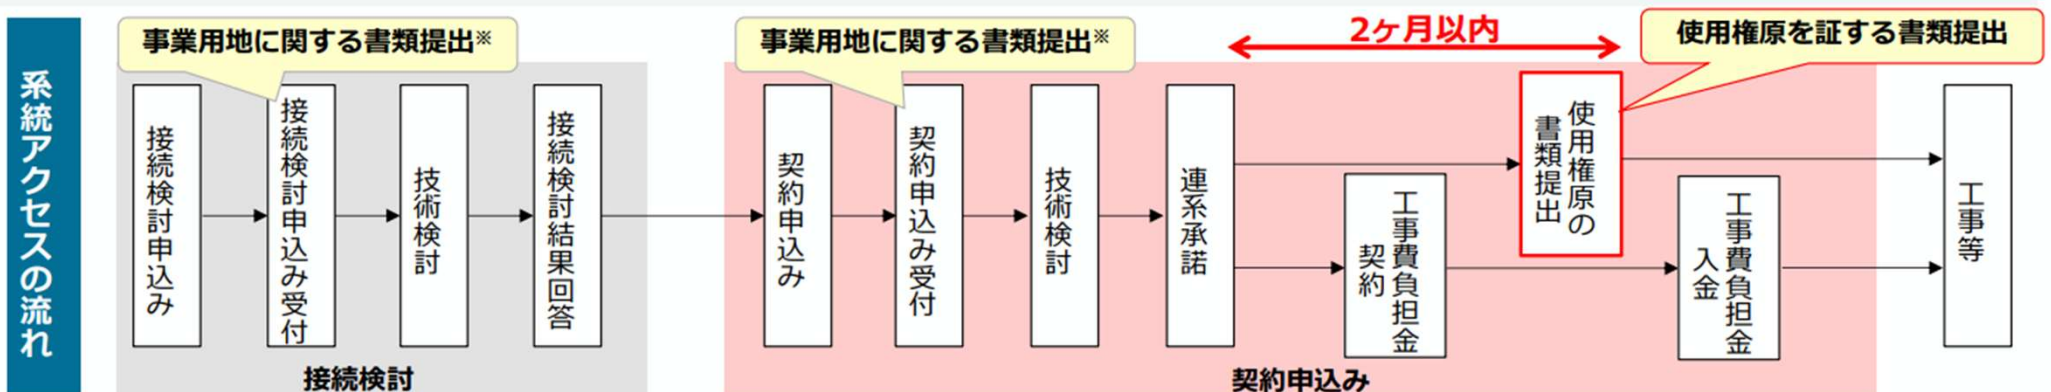 系統アクセスの流れ
事業用地に関する書類提出※
接続検討申込み
接続検討申込み受付
技術検討
接続検討結果回答
接続検討
事業用地に関する書類提出※
契約申込み
契約申込み受付
技術検討
連系承諾
2ヶ月以内
使用権原を証する書類提出
使用権原の
書類提出
工事費負担金
契約
工事費負担金
入金
契約申込み
工事等